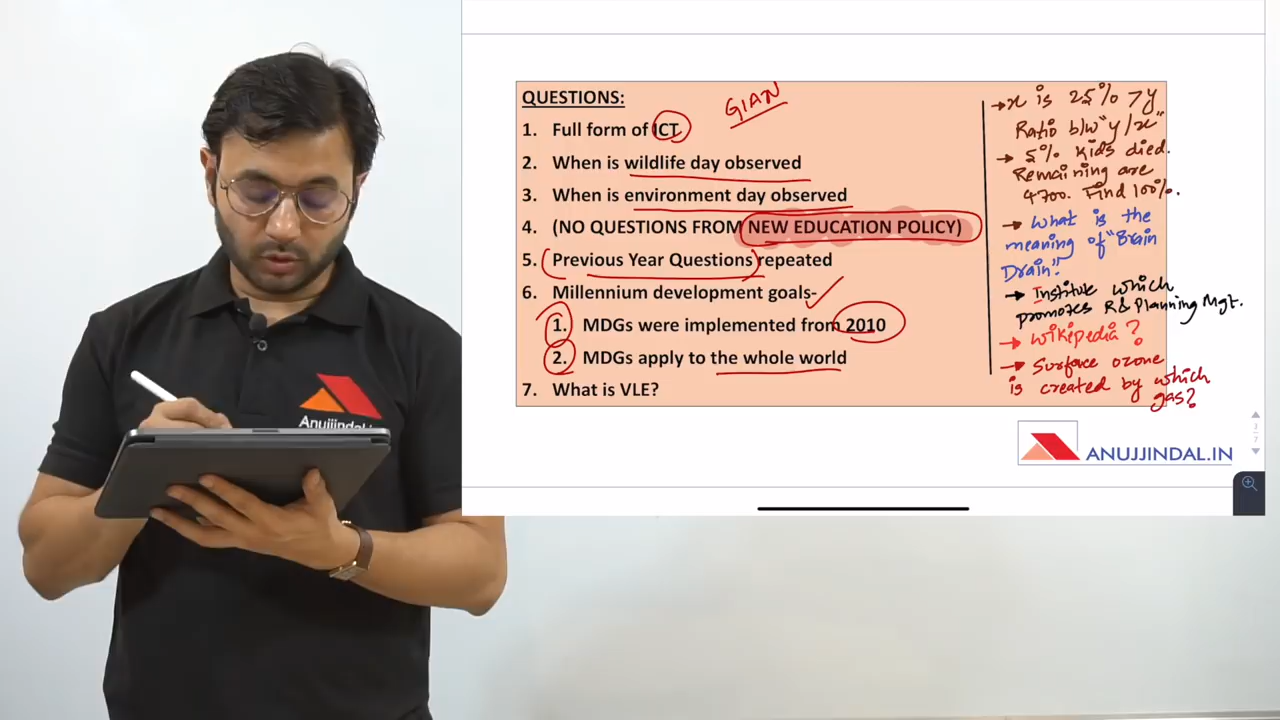 QUESTIONS:
GIAN
1. Full form of ICT
2. When is wildlife day observed
3. When is environment day observed
4. (NO QUESTIONS FROM NEW EDUCATION POLICY)
5. Previous Year Questions repeated
6. Millennium development goals-
1. MDGs were implemented from 2010
2. MDGs apply to the whole world
7. What is VLE?
→ x is 25% > y
Ratio b/w "y/x"
→ 5% kids died.
Remaining are
4700. Find 100%.
→ What is the
meaning of "Brain
Drain"?
→ Institute which
promotes R& Planning Mgt.
→ Wikipedia?
→ Surface ozone
is created by which
gas?
ANUJJINDAL.IN
Anujjindal.in
3
7